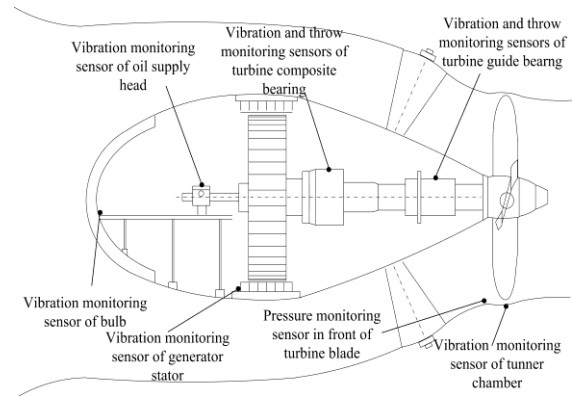 Vibration monitoring
sensor of oil supply
head
Vibration and throw
monitoring sensors of
turbine composite
bearing
Vibration and throw
monitoring sensors of
turbine guide bearng
Vibration monitoring
sensor of bulb
Vibration monitoring
sensor of generator
stator
Pressure monitoring
sensor in front of
turbine blade
Vibration monitoring
sensor of tunner
chamber